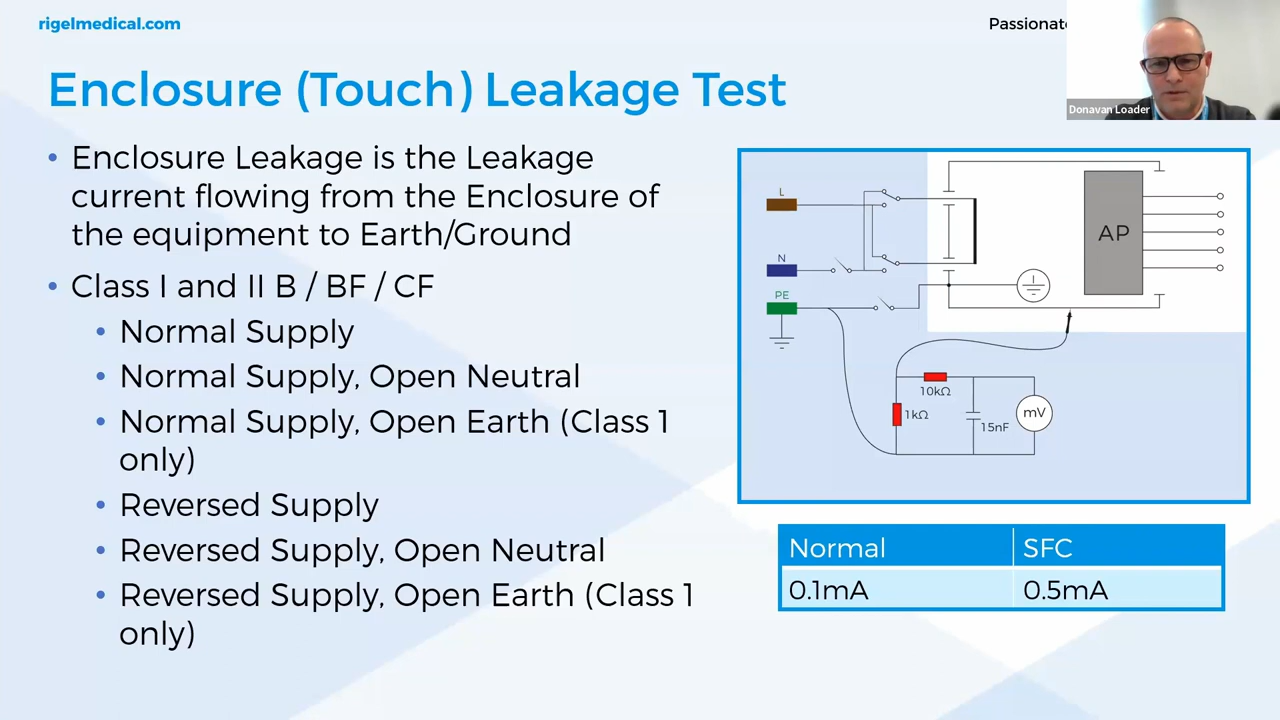 rigelmedical.com
Enclosure (Touch) Leakage Test
Donavan Loader
• Enclosure Leakage is the Leakage
current flowing from the Enclosure of
the equipment to Earth/Ground
• Class I and II B / BF / CF
• Normal Supply
• Normal Supply, Open Neutral
• Normal Supply, Open Earth (Class 1
only)
• Reversed Supply
• Reversed Supply, Open Neutral
• Reversed Supply, Open Earth (Class 1
only)
L
N
PE
AP
10kΩ
1kΩ
15nF
mV
Normal SFC
0.1mA 0.5mA